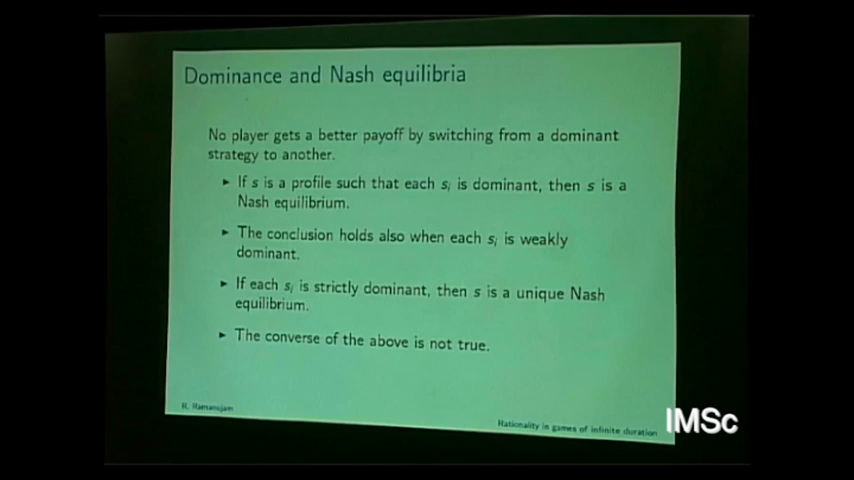 Dominance and Nash equilibria
No player gets a better payoff by switching from a dominant
strategy to another.
► If s is a profile such that each sᵢ is dominant, then s is a
Nash equilibrium.
► The conclusion holds also when each sᵢ is weakly
dominant.
► If each sᵢ is strictly dominant, then s is a unique Nash
equilibrium.
► The converse of the above is not true.
R. Ramanujam
Rationality in games of infinite duration
IMSc